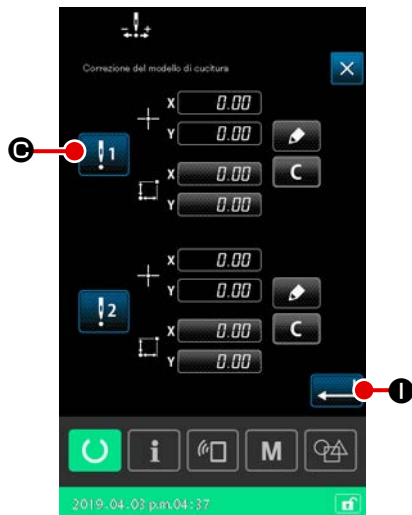 Correzione del modello di cucitura
X 0.00
Y 0.00
X 0.00
Y 0.00
C
C
1
X 0.00
Y 0.00
X 0.00
Y 0.00
C
2
I
i
M
2019.04.03 p.m.04:37